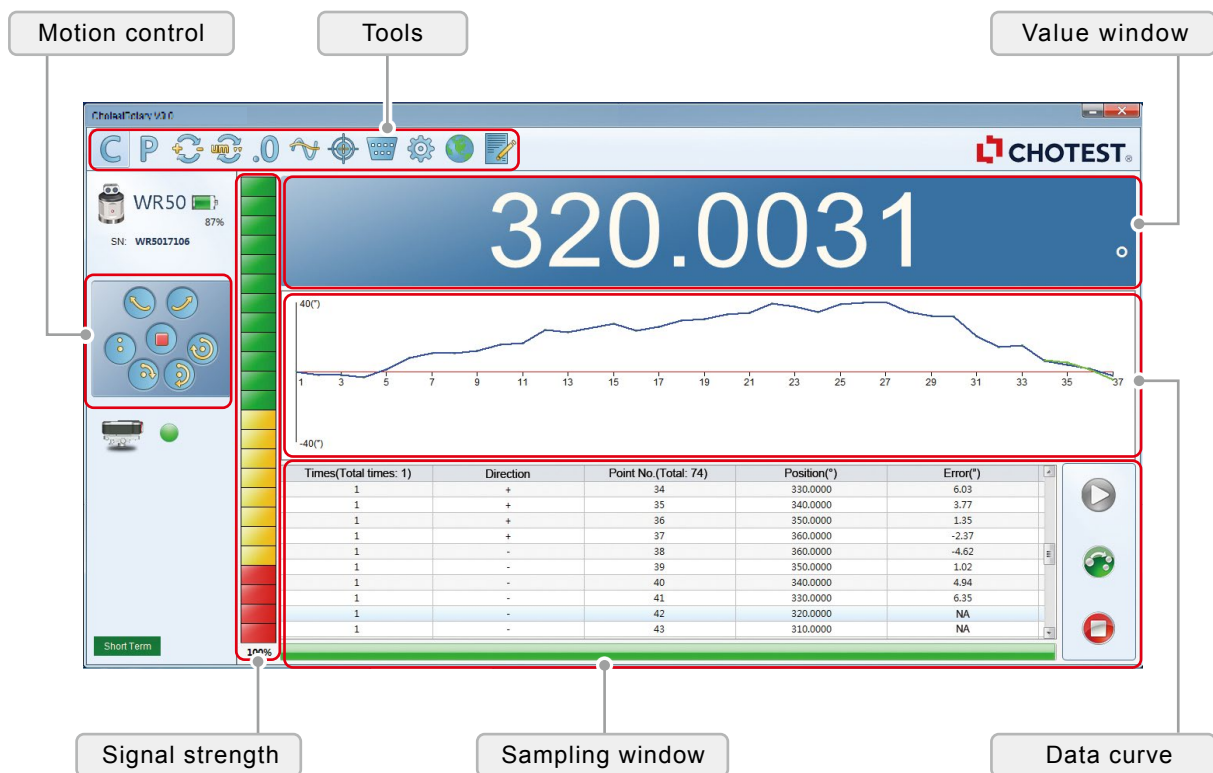 Motion control
Tools
Value window
C P + - um " .0
CHOTEST®
WR50
87%
SN: WR5017106
320.0031
°
40(")
1 3 5 7 9 11 13 15 17 19 21 23 25 27 29 31 33 35 37
-40(")
Times(Total times: 1) Direction Point No.(Total: 74) Position(°) Error(")
1 + 34 330.0000 6.03
1 + 35 340.0000 3.77
1 + 36 350.0000 1.35
1 + 37 360.0000 -2.37
1 - 38 360.0000 -4.62
1 - 39 350.0000 1.02
1 - 40 340.0000 4.94
1 - 41 330.0000 6.35
1 - 42 320.0000 NA
1 - 43 310.0000 NA
Short Term
100%
Signal strength
Sampling window
Data curve